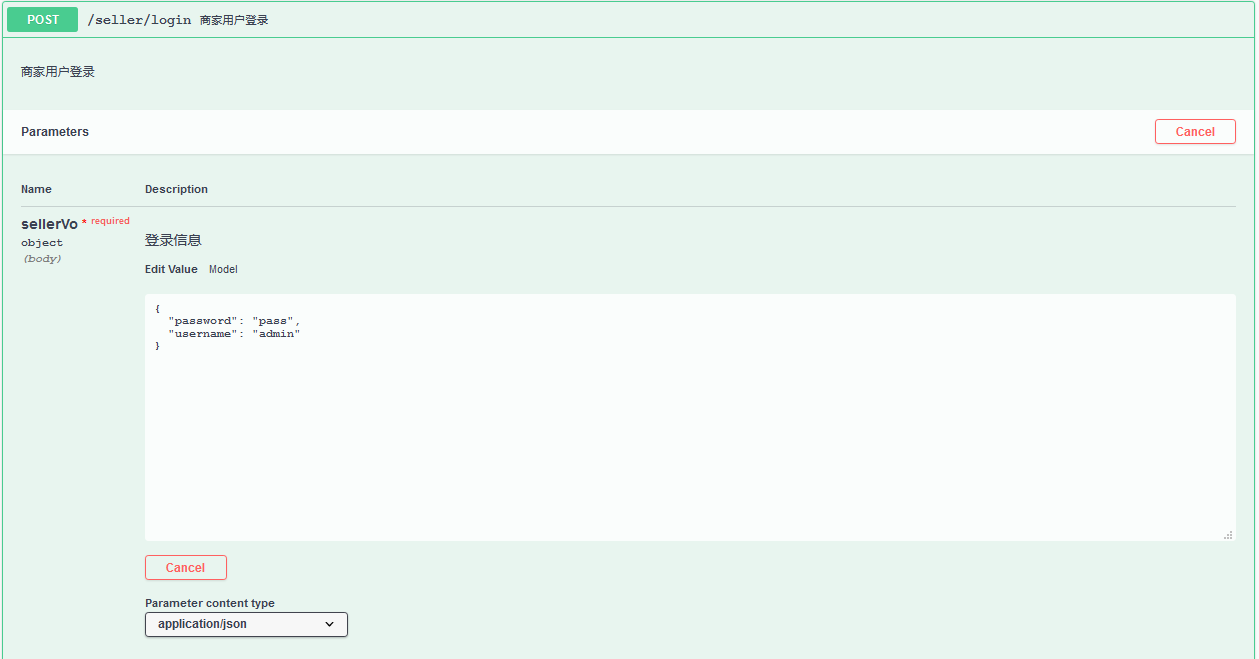 POST /seller/login 商家用户登录
商家用户登录
Parameters Cancel
Name Description
sellerVo * required
object
(body)
登录信息
Edit Value Model
{
  "password": "pass",
  "username": "admin"
}
Cancel
Parameter content type
application/json